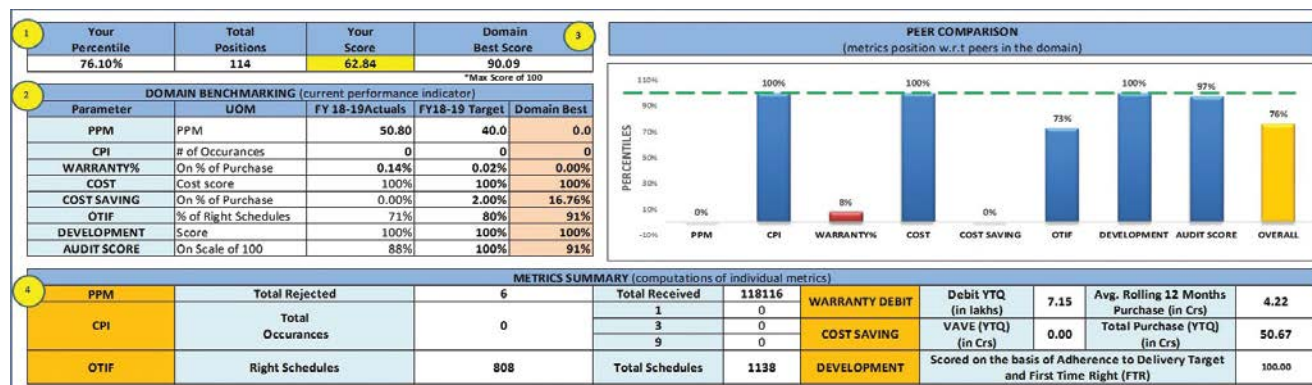 1
Your Percentile
Total Positions
Your Score
Domain Best Score
3
76.10% 114 62.84 90.09
*Max Score of 100
2
DOMAIN BENCHMARKING (current performance indicator)
Parameter UOM FY 18-19Actuals FY18-19 Target Domain Best
PPM PPM 50.80 40.0 0.0
CPI # of Occurances 0 0 0
WARRANTY% On % of Purchase 0.14% 0.02% 0.00%
COST Cost score 100% 100% 100%
COST SAVING On % of Purchase 0.00% 2.00% 16.76%
OTIF % of Right Schedules 71% 80% 91%
DEVELOPMENT Score 100% 100% 100%
AUDIT SCORE On Scale of 100 88% 100% 91%
PEER COMPARISON
(metrics position w.r.t peers in the domain)
PERCENTILES
110%
90%
70%
50%
30%
10%
-10%
0% 100% 8% 100% 0% 73% 100% 97% 76%
PPM CPI WARRANTY% COST COST SAVING OTIF DEVELOPMENT AUDIT SCORE OVERALL
4
METRICS SUMMARY (computations of individual metrics)
PPM Total Rejected 6 Total Received 118116
CPI Total Occurances 0
1 0
3 0
9 0
OTIF Right Schedules 808 Total Schedules 1138
WARRANTY DEBIT Debit YTQ (in lakhs) 7.15 Avg. Rolling 12 Months Purchase (in Crs) 4.22
COST SAVING VAVE (YTQ) (in Crs) 0.00 Total Purchase (YTQ) (in Crs) 50.67
DEVELOPMENT Scored on the basis of Adherence to Delivery Target and First Time Right (FTR) 100.00